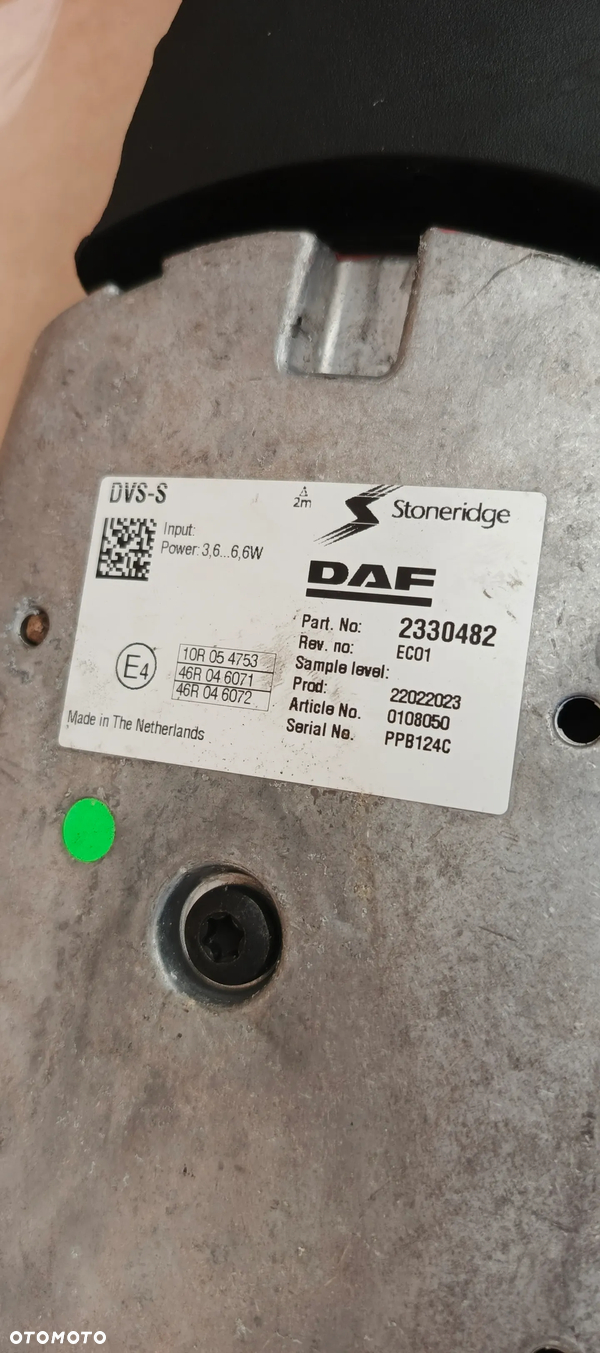 DVS-S
2m
Stoneridge
Input:
Power: 3,6...6,6W
DAF
Part. No: 2330482
Rev. no: EC01
Sample level:
Prod: 22022023
Article No. 0108050
Serial No. PPB124C
E4
10R 05 4753
46R 04 6071
46R 04 6072
Made in The Netherlands
OTOMOTO